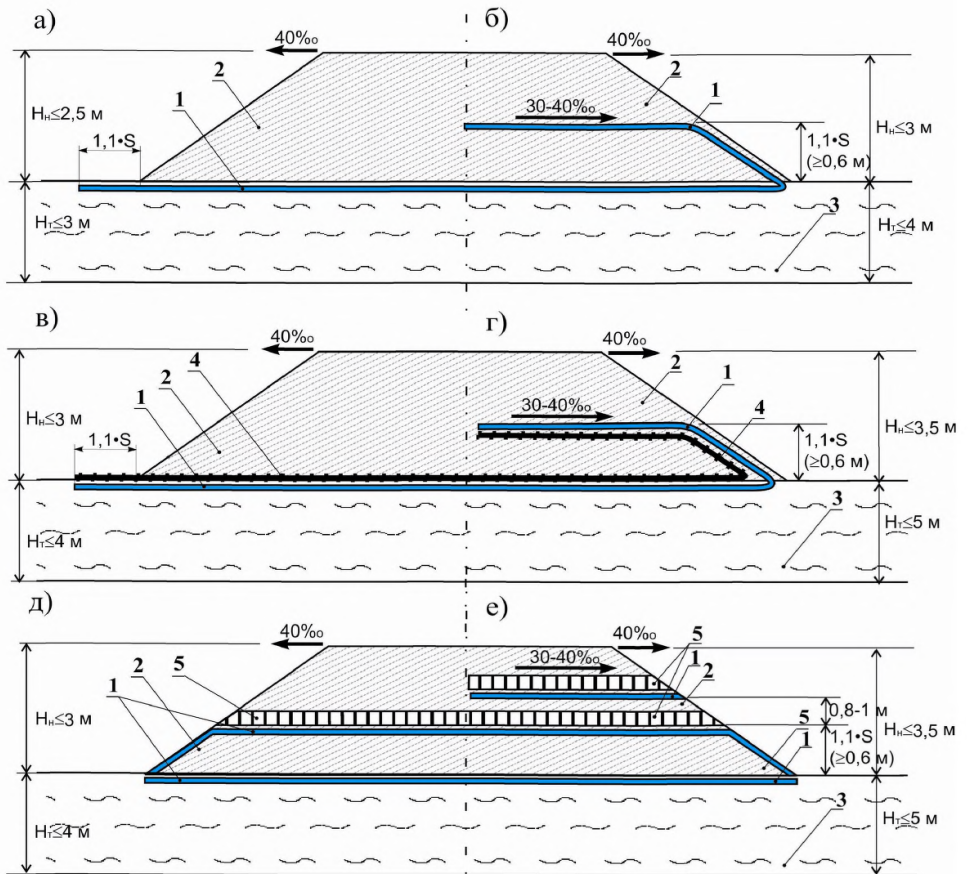 а)
б)
40‰
40‰
2
2
1
1
30-40‰
Hн≤2,5 м
Hн≤3 м
1,1•S
1,1•S
(≥0,6 м)
1
3
Hт≤3 м
Hт≤4 м
в)
г)
40‰
40‰
4
2
1
2
1
4
30-40‰
Hн≤3 м
Hн≤3,5 м
1,1•S
1,1•S
(≥0,6 м)
3
Hт≤4 м
Hт≤5 м
д)
е)
40‰
40‰
5
1
2
2
5
1
30-40‰
0,8-1 м
Hн≤3 м
Hн≤3,5 м
5
1
1,1•S
(≥0,6 м)
3
Hт≤4 м
Hт≤5 м